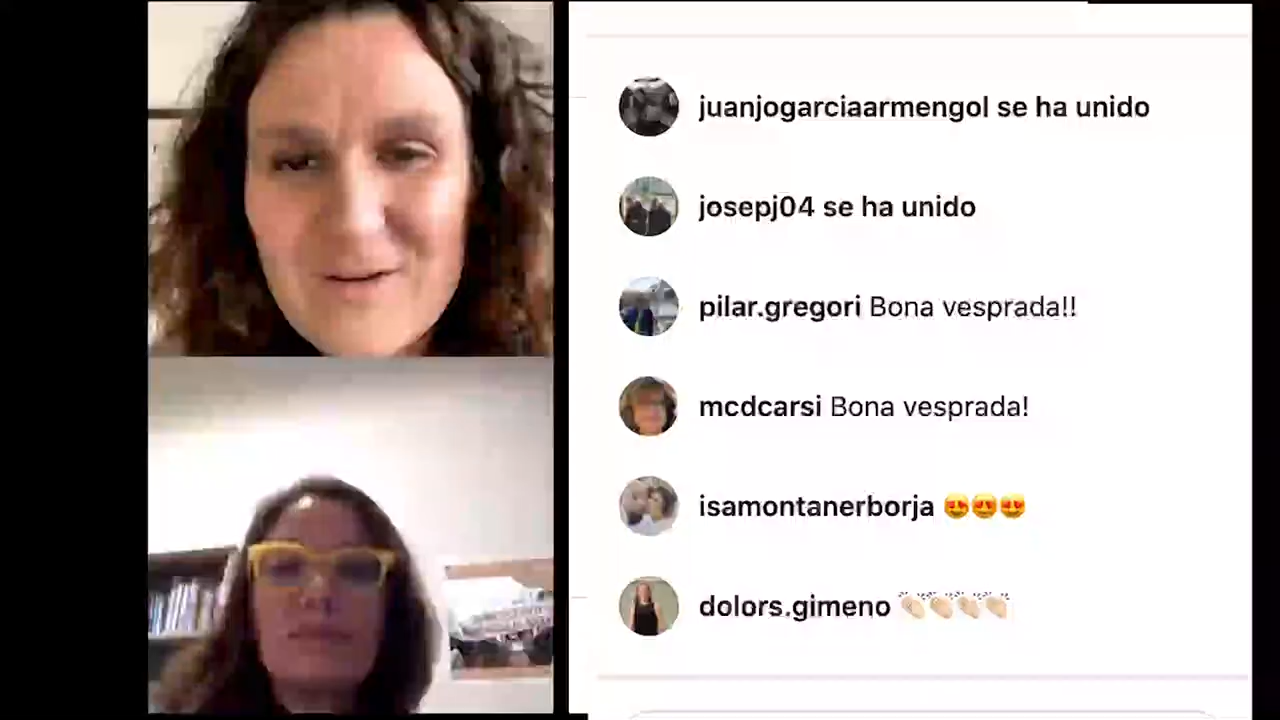 juanjogarciaarmengol se ha unido
josepj04 se ha unido
pilar.gregori Bona vesprada!!
mcdcarsi Bona vesprada!
isamontanerborja 😍😍😍
dolors.gimeno 👏🏻👏🏻👏🏻👏🏻